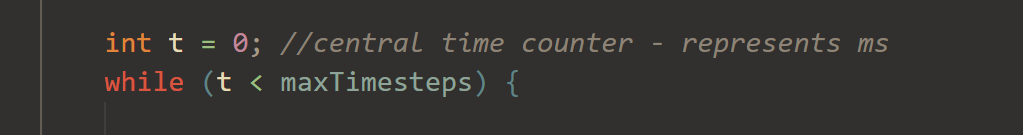 int t = 0; //central time counter - represents ms
while (t < maxTimesteps) {